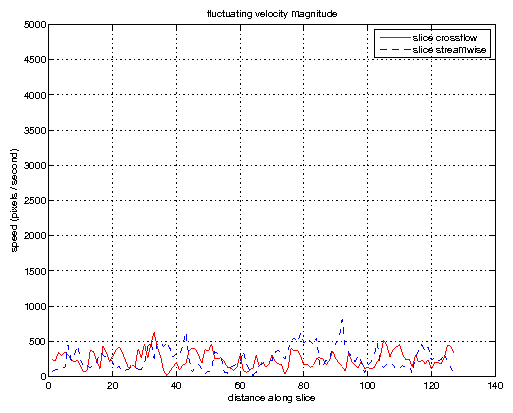 fluctuating velocity magnitude
5000
slice crossflow
slice streamwise
4500
4000
3500
3000
2500
2000
1500
1000
500
0
speed (pixels / second)
0 20 40 60 80 100 120 140
distance along slice